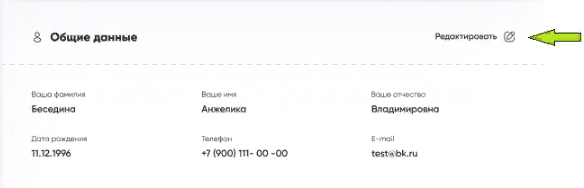 Общие данные
Редактировать
Ваша фамилия
Ваше имя
Ваше отчество
Беседина
Анжелика
Владимировна
Дата рождения
Телефон
E-mail
11.12.1996
+7 (900) 111- 00 -00
test@bk.ru